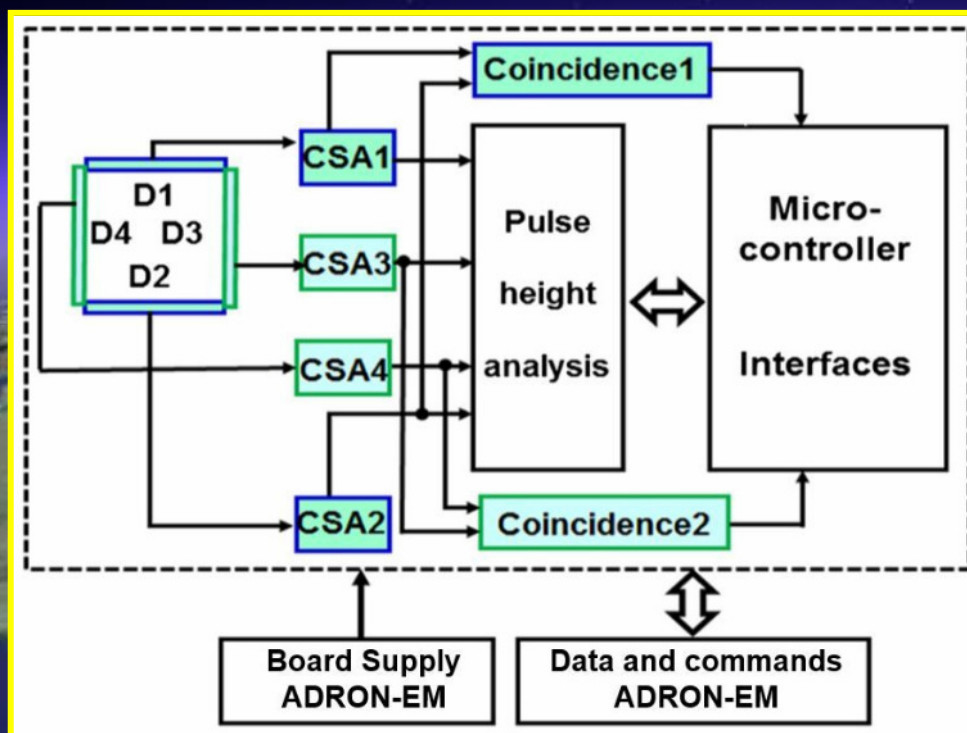 Coincidence1
CSA1
D1
D4 D3
D2
CSA3
CSA4
CSA2
Pulse
height
analysis
Micro-
controller
Interfaces
Coincidence2
Board Supply
ADRON-EM
Data and commands
ADRON-EM